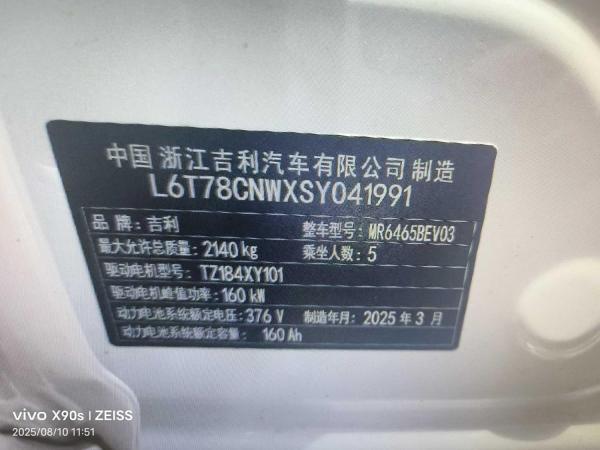 中国 浙江吉利汽车有限公司 制造
L6T78CNWXSY041991
品 牌: 吉利 整车型号: MR6465BEV03
最大允许总质量: 2140 kg 乘坐人数: 5
驱动电机型号: TZ184XY101
驱动电机峰值功率: 160 kW
动力电池系统额定电压: 376 V 制造年月: 2025 年 3 月
动力电池系统额定容量: 160 Ah
vivo X90s | ZEISS
2025/08/10 11:51